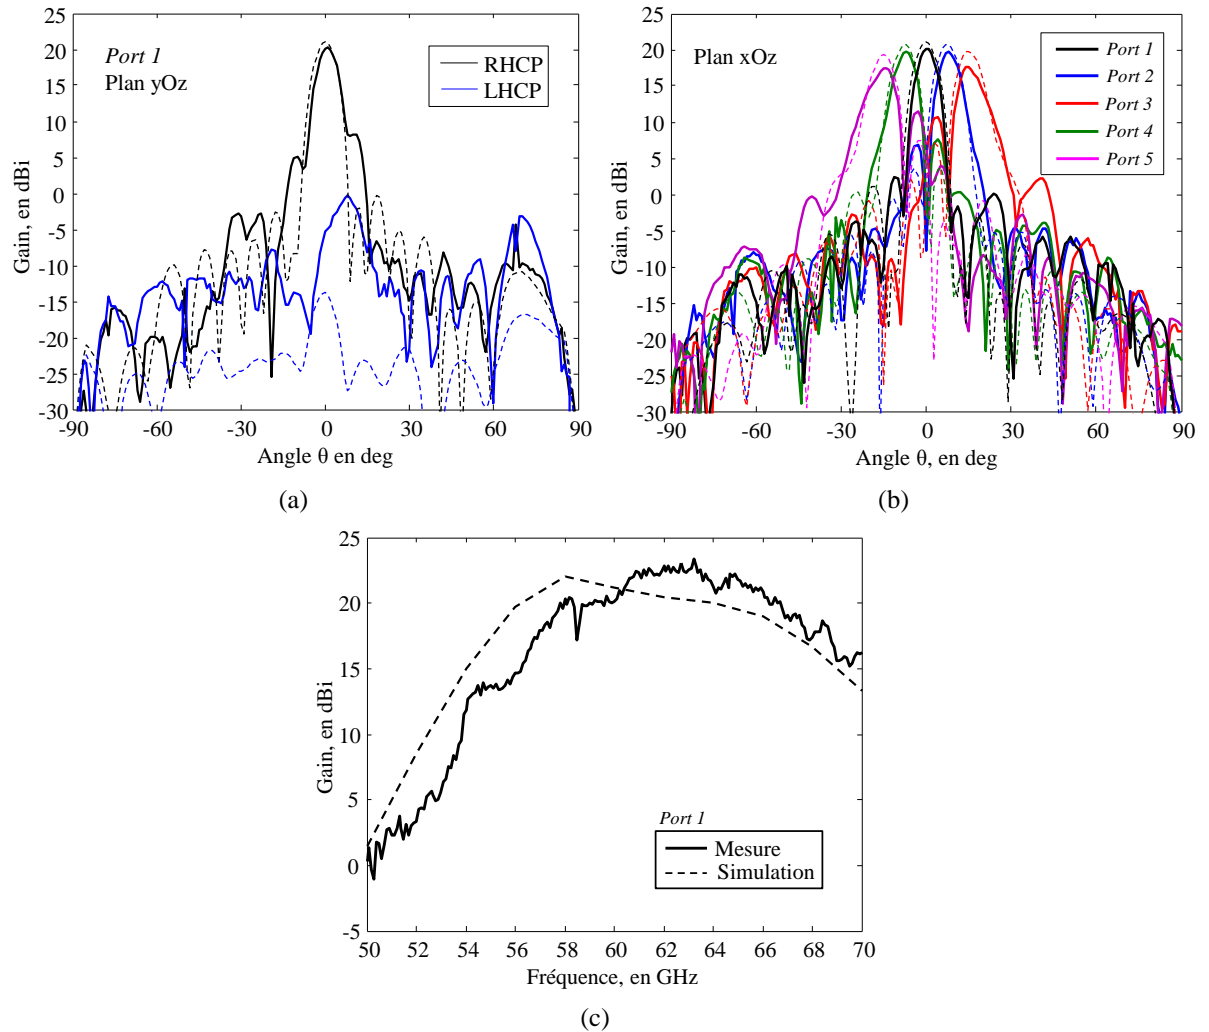 25
20
15
10
5
0
-5
-10
-15
-20
-25
-30
-90
-60
-30
0
30
60
90
Gain, en dBi
Angle θ en deg
Port 1
Plan yOz
RHCP
LHCP
(a)
25
20
15
10
5
0
-5
-10
-15
-20
-25
-30
-90
-60
-30
0
30
60
90
Gain, en dBi
Angle θ, en deg
Plan xOz
Port 1
Port 2
Port 3
Port 4
Port 5
(b)
25
20
15
10
5
0
-5
50
52
54
56
58
60
62
64
66
68
70
Gain, en dBi
Fréquence, en GHz
Port 1
Mesure
Simulation
(c)